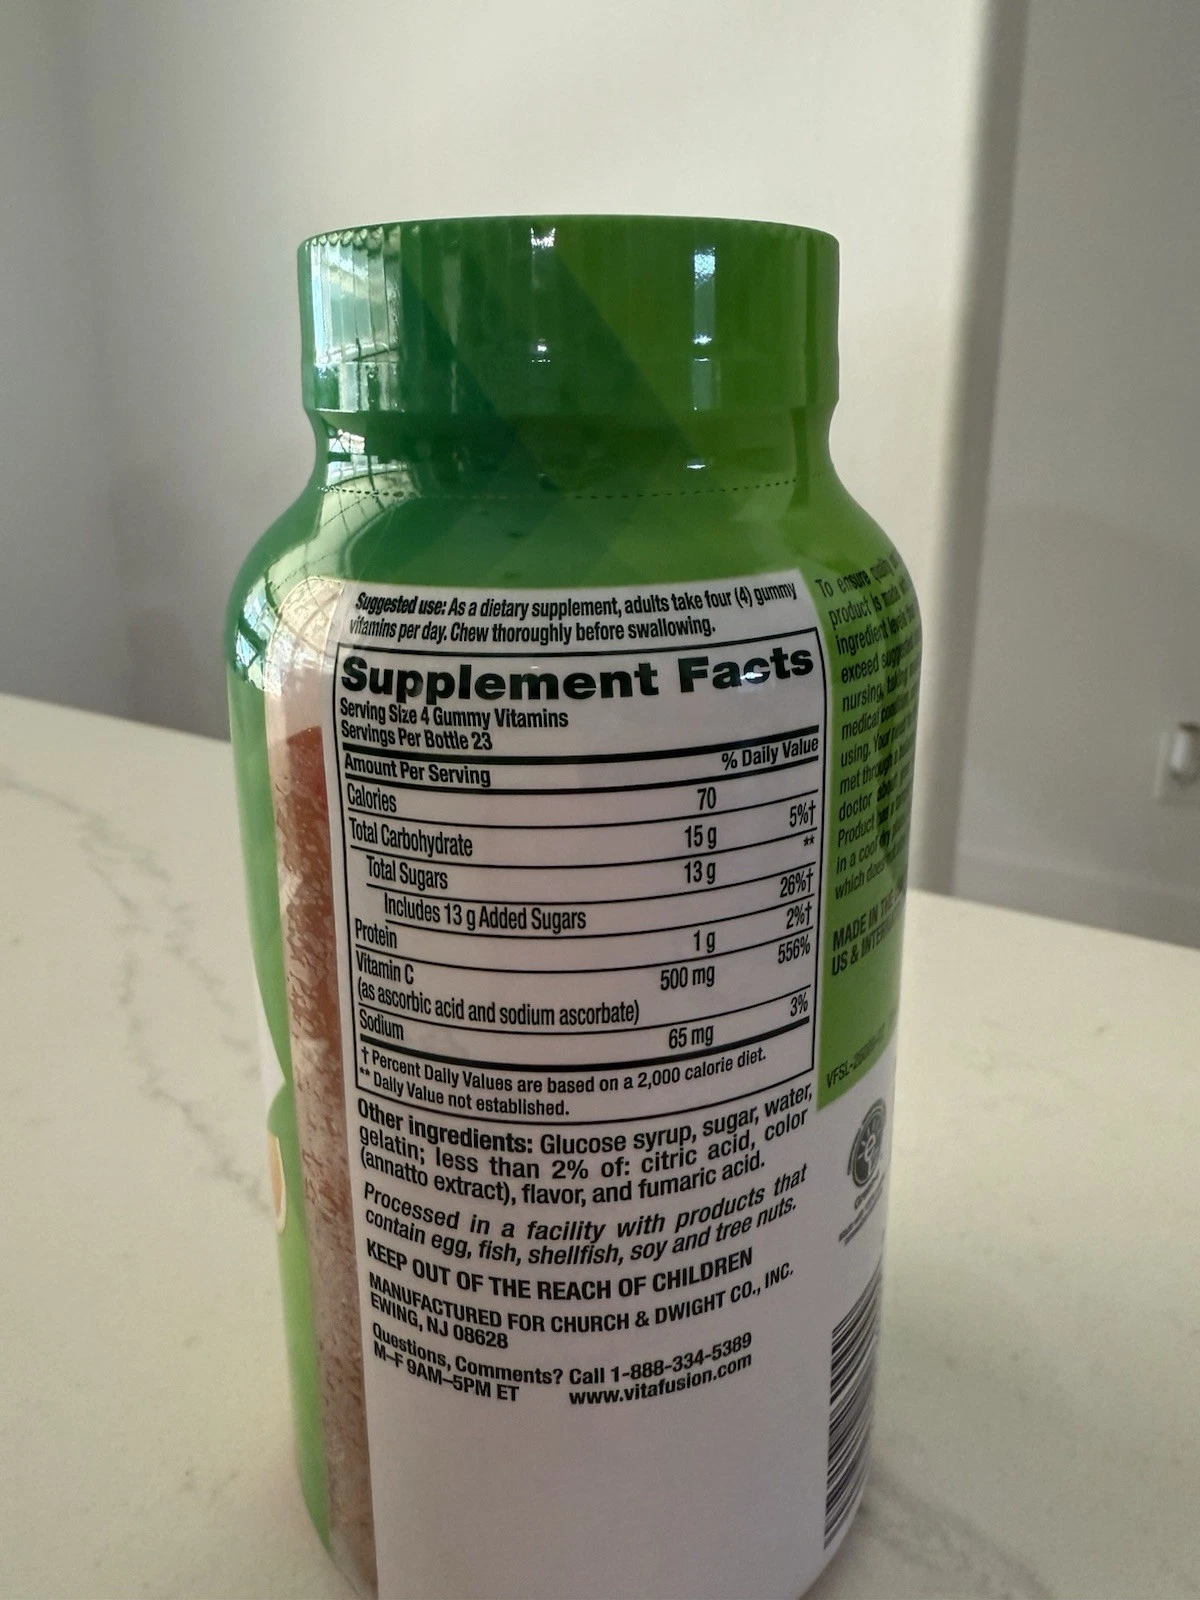 Suggested use: As a dietary supplement, adults take four (4) gummy
vitamins per day. Chew thoroughly before swallowing.
Supplement Facts
Serving Size 4 Gummy Vitamins
Servings Per Bottle 23
Amount Per Serving % Daily Value
Calories 70
Total Carbohydrate 15 g 5%†
Total Sugars 13 g **
Includes 13 g Added Sugars 26%†
Protein 1 g 2%†
Vitamin C 500 mg 556%
(as ascorbic acid and sodium ascorbate)
Sodium 65 mg 3%
† Percent Daily Values are based on a 2,000 calorie diet.
** Daily Value not established.
Other ingredients: Glucose syrup, sugar, water,
gelatin; less than 2% of: citric acid, color
(annatto extract), flavor, and fumaric acid.
Processed in a facility with products that
contain egg, fish, shellfish, soy and tree nuts.
KEEP OUT OF THE REACH OF CHILDREN
MANUFACTURED FOR CHURCH & DWIGHT CO., INC.
EWING, NJ 08628
Questions, Comments? Call 1-888-334-5389
M–F 9AM–5PM ET www.vitafusion.com
To ensure
product is
ingredient
exceed
nursing, taking
medical
using. Your
met through a
doctor about
Product
in a cool
which does
MADE IN THE
US &